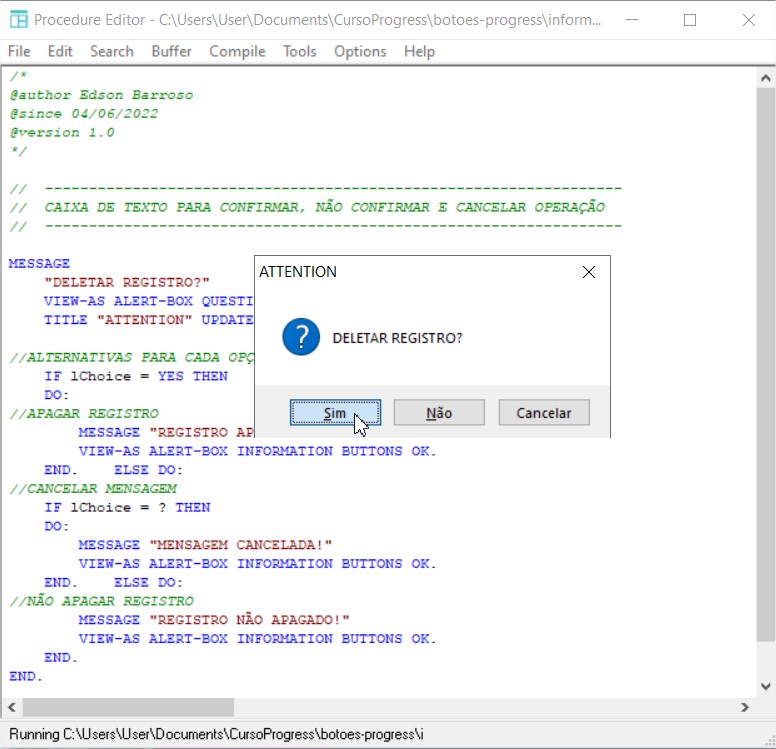 Procedure Editor - C:\Users\User\Documents\CursoProgress\botoes-progress\inform...
File Edit Search Buffer Compile Tools Options Help
/*
@author Edson Barroso
@since 04/06/2022
@version 1.0
*/
// --------------------------------------------------------------------
// CAIXA DE TEXTO PARA CONFIRMAR, NÃO CONFIRMAR E CANCELAR OPERAÇÃO
// --------------------------------------------------------------------
MESSAGE
"DELETAR REGISTRO?"
VIEW-AS ALERT-BOX QUESTI
TITLE "ATTENTION" UPDATE
//ALTERNATIVAS PARA CADA OPÇ
IF lChoice = YES THEN
DO:
//APAGAR REGISTRO
MESSAGE "REGISTRO AP
VIEW-AS ALERT-BOX INFORMATION BUTTONS OK.
END. ELSE DO:
//CANCELAR MENSAGEM
IF lChoice = ? THEN
DO:
MESSAGE "MENSAGEM CANCELADA!"
VIEW-AS ALERT-BOX INFORMATION BUTTONS OK.
END. ELSE DO:
//NÃO APAGAR REGISTRO
MESSAGE "REGISTRO NÃO APAGADO!"
VIEW-AS ALERT-BOX INFORMATION BUTTONS OK.
END.
END.
ATTENTION
?
DELETAR REGISTRO?
Sim Não Cancelar
Running C:\Users\User\Documents\CursoProgress\botoes-progress\i